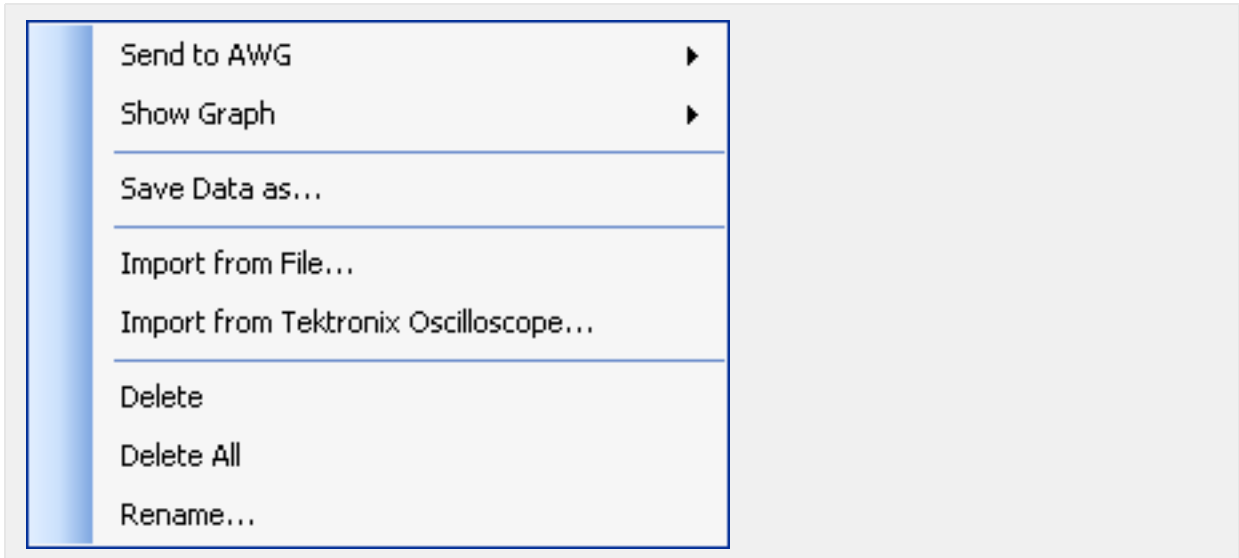 Send to AWG
Show Graph
Save Data as...
Import from File...
Import from Tektronix Oscilloscope...
Delete
Delete All
Rename...